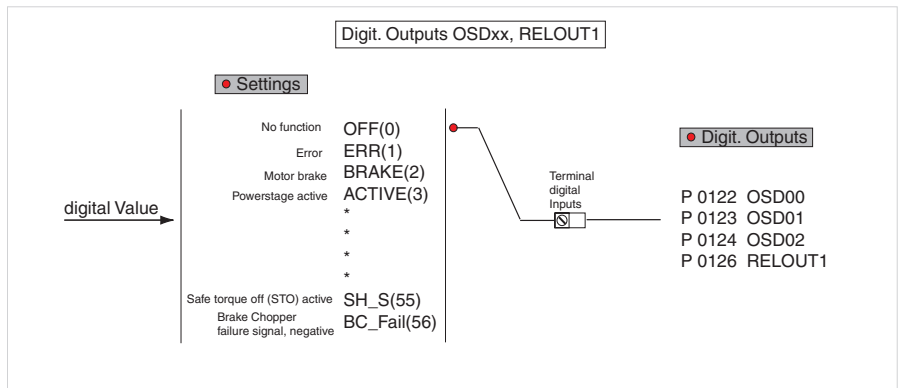 Digit. Outputs OSDxx, RELOUT1
Settings
No function OFF(0)
Error ERR(1)
Motor brake BRAKE(2)
Powerstage active ACTIVE(3)
*
*
*
*
Safe torque off (STO) active SH_S(55)
Brake Chopper
failure signal, negative BC_Fail(56)
digital Value
Terminal
digital
Inputs
Digit. Outputs
P 0122 OSD00
P 0123 OSD01
P 0124 OSD02
P 0126 RELOUT1